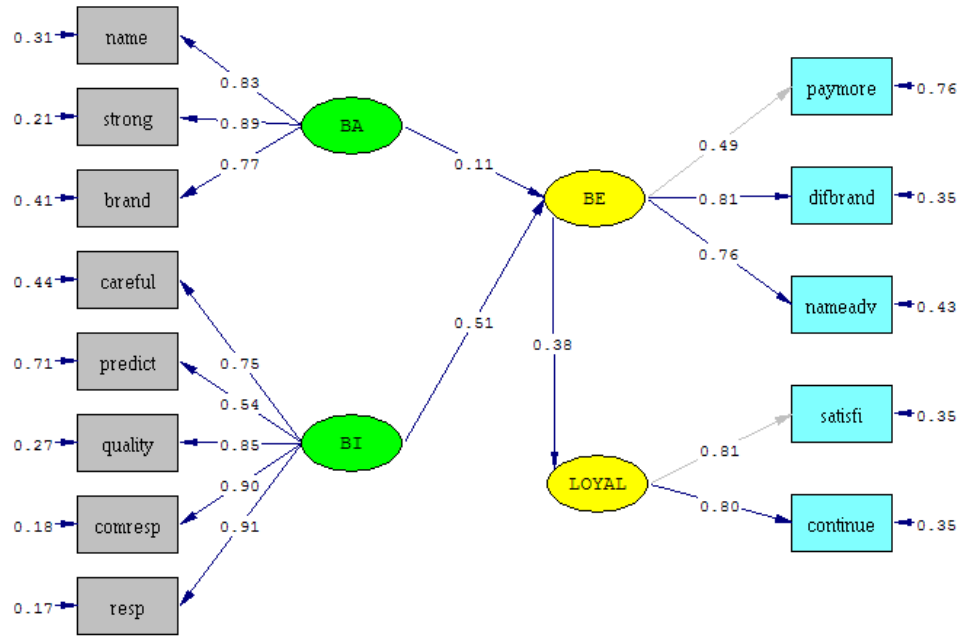 0.31
name
0.83
0.21
strong
0.89
BA
0.77
0.41
brand
0.11
0.44
careful
0.75
0.71
predict
0.54
0.27
quality
0.85
BI
0.90
0.18
comresp
0.91
0.17
resp
0.51
BE
0.38
LOYAL
0.49
paymore
0.76
0.81
difbrand
0.35
0.76
nameadv
0.43
0.81
satisfi
0.35
0.80
continue
0.35